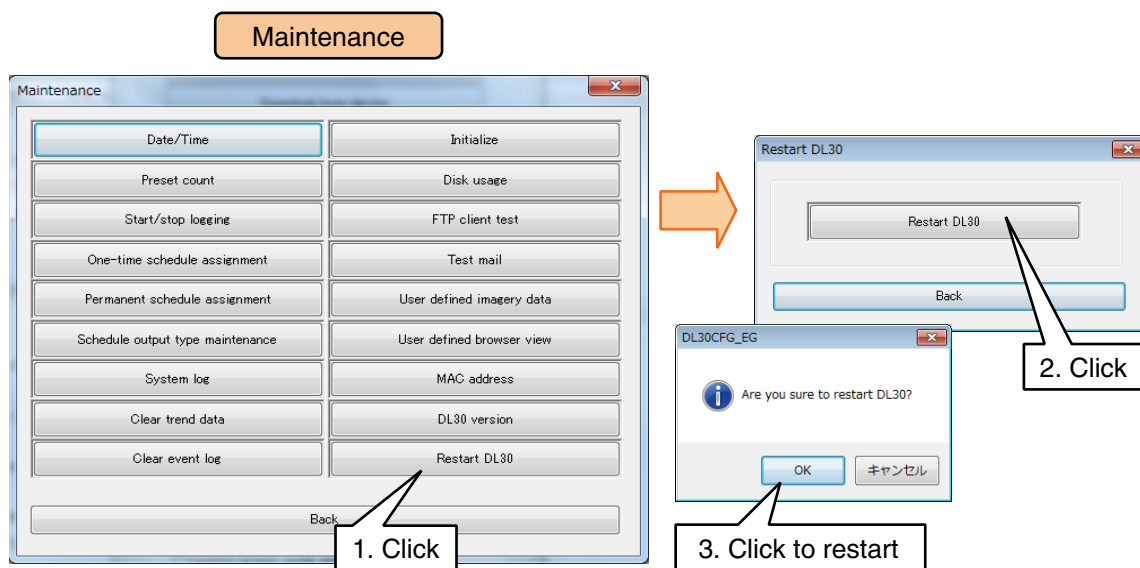 Maintenance
Maintenance
Date/Time
Initialize
Preset count
Disk usage
Start/stop logging
FTP client test
One-time schedule assignment
Test mail
Permanent schedule assignment
User defined imagery data
Schedule output type maintenance
User defined browser view
System log
MAC address
Clear trend data
DL30 version
Clear event log
Restart DL30
Back
1. Click
Restart DL30
Restart DL30
Back
2. Click
DL30CFG_EG
Are you sure to restart DL30?
OK
キャンセル
3. Click to restart